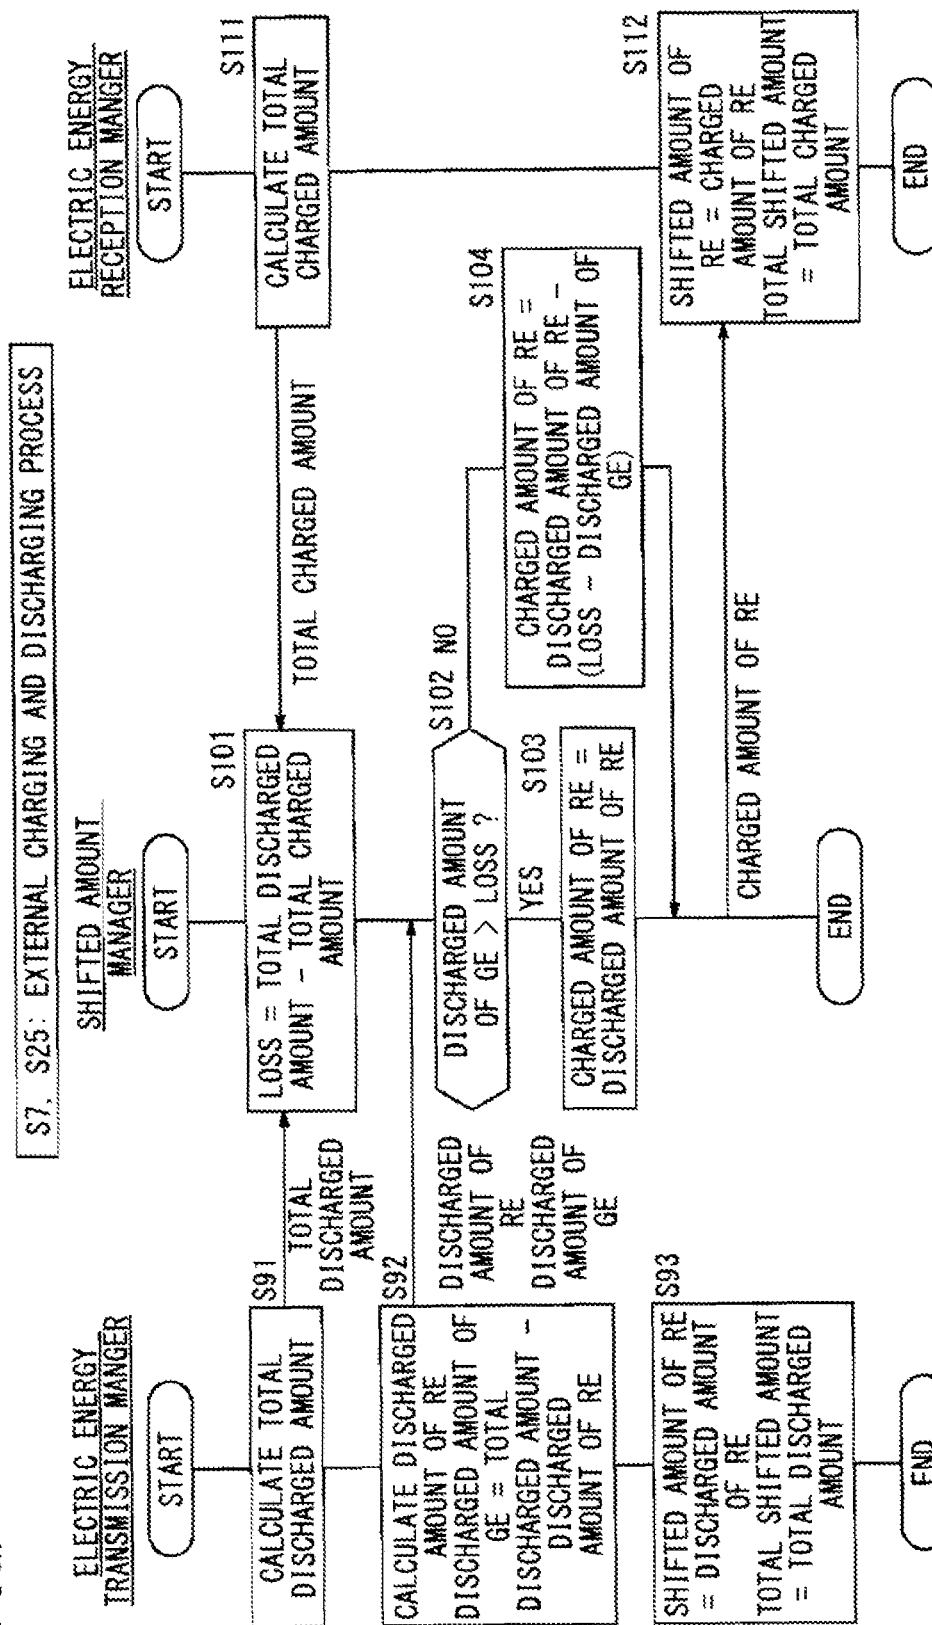 S7, S25: EXTERNAL CHARGING AND DISCHARGING PROCESS
ELECTRIC ENERGY
TRANSMISSION MANGER
START
S91
CALCULATE TOTAL
DISCHARGED AMOUNT
TOTAL
DISCHARGED
AMOUNT
S92
CALCULATE DISCHARGED
AMOUNT OF RE
DISCHARGED AMOUNT OF
GE = TOTAL
DISCHARGED AMOUNT -
DISCHARGED
AMOUNT OF RE
DISCHARGED
AMOUNT OF
RE
DISCHARGED
AMOUNT OF
GE
S93
SHIFTED AMOUNT OF RE
= DISCHARGED AMOUNT
OF RE
TOTAL SHIFTED AMOUNT
= TOTAL DISCHARGED
AMOUNT
END
SHIFTED AMOUNT
MANAGER
START
S101
LOSS = TOTAL DISCHARGED
AMOUNT - TOTAL CHARGED
AMOUNT
S102 NO
DISCHARGED AMOUNT
OF GE > LOSS ?
YES
S103
CHARGED AMOUNT OF RE =
DISCHARGED AMOUNT OF RE
S104
CHARGED AMOUNT OF RE =
DISCHARGED AMOUNT OF RE -
(LOSS - DISCHARGED AMOUNT OF
GE)
CHARGED AMOUNT OF RE
END
ELECTRIC ENERGY
RECEPTION MANGER
START
S111
CALCULATE TOTAL
CHARGED AMOUNT
TOTAL CHARGED AMOUNT
S112
SHIFTED AMOUNT OF
RE = CHARGED
AMOUNT OF RE
TOTAL SHIFTED AMOUNT
= TOTAL CHARGED
AMOUNT
END